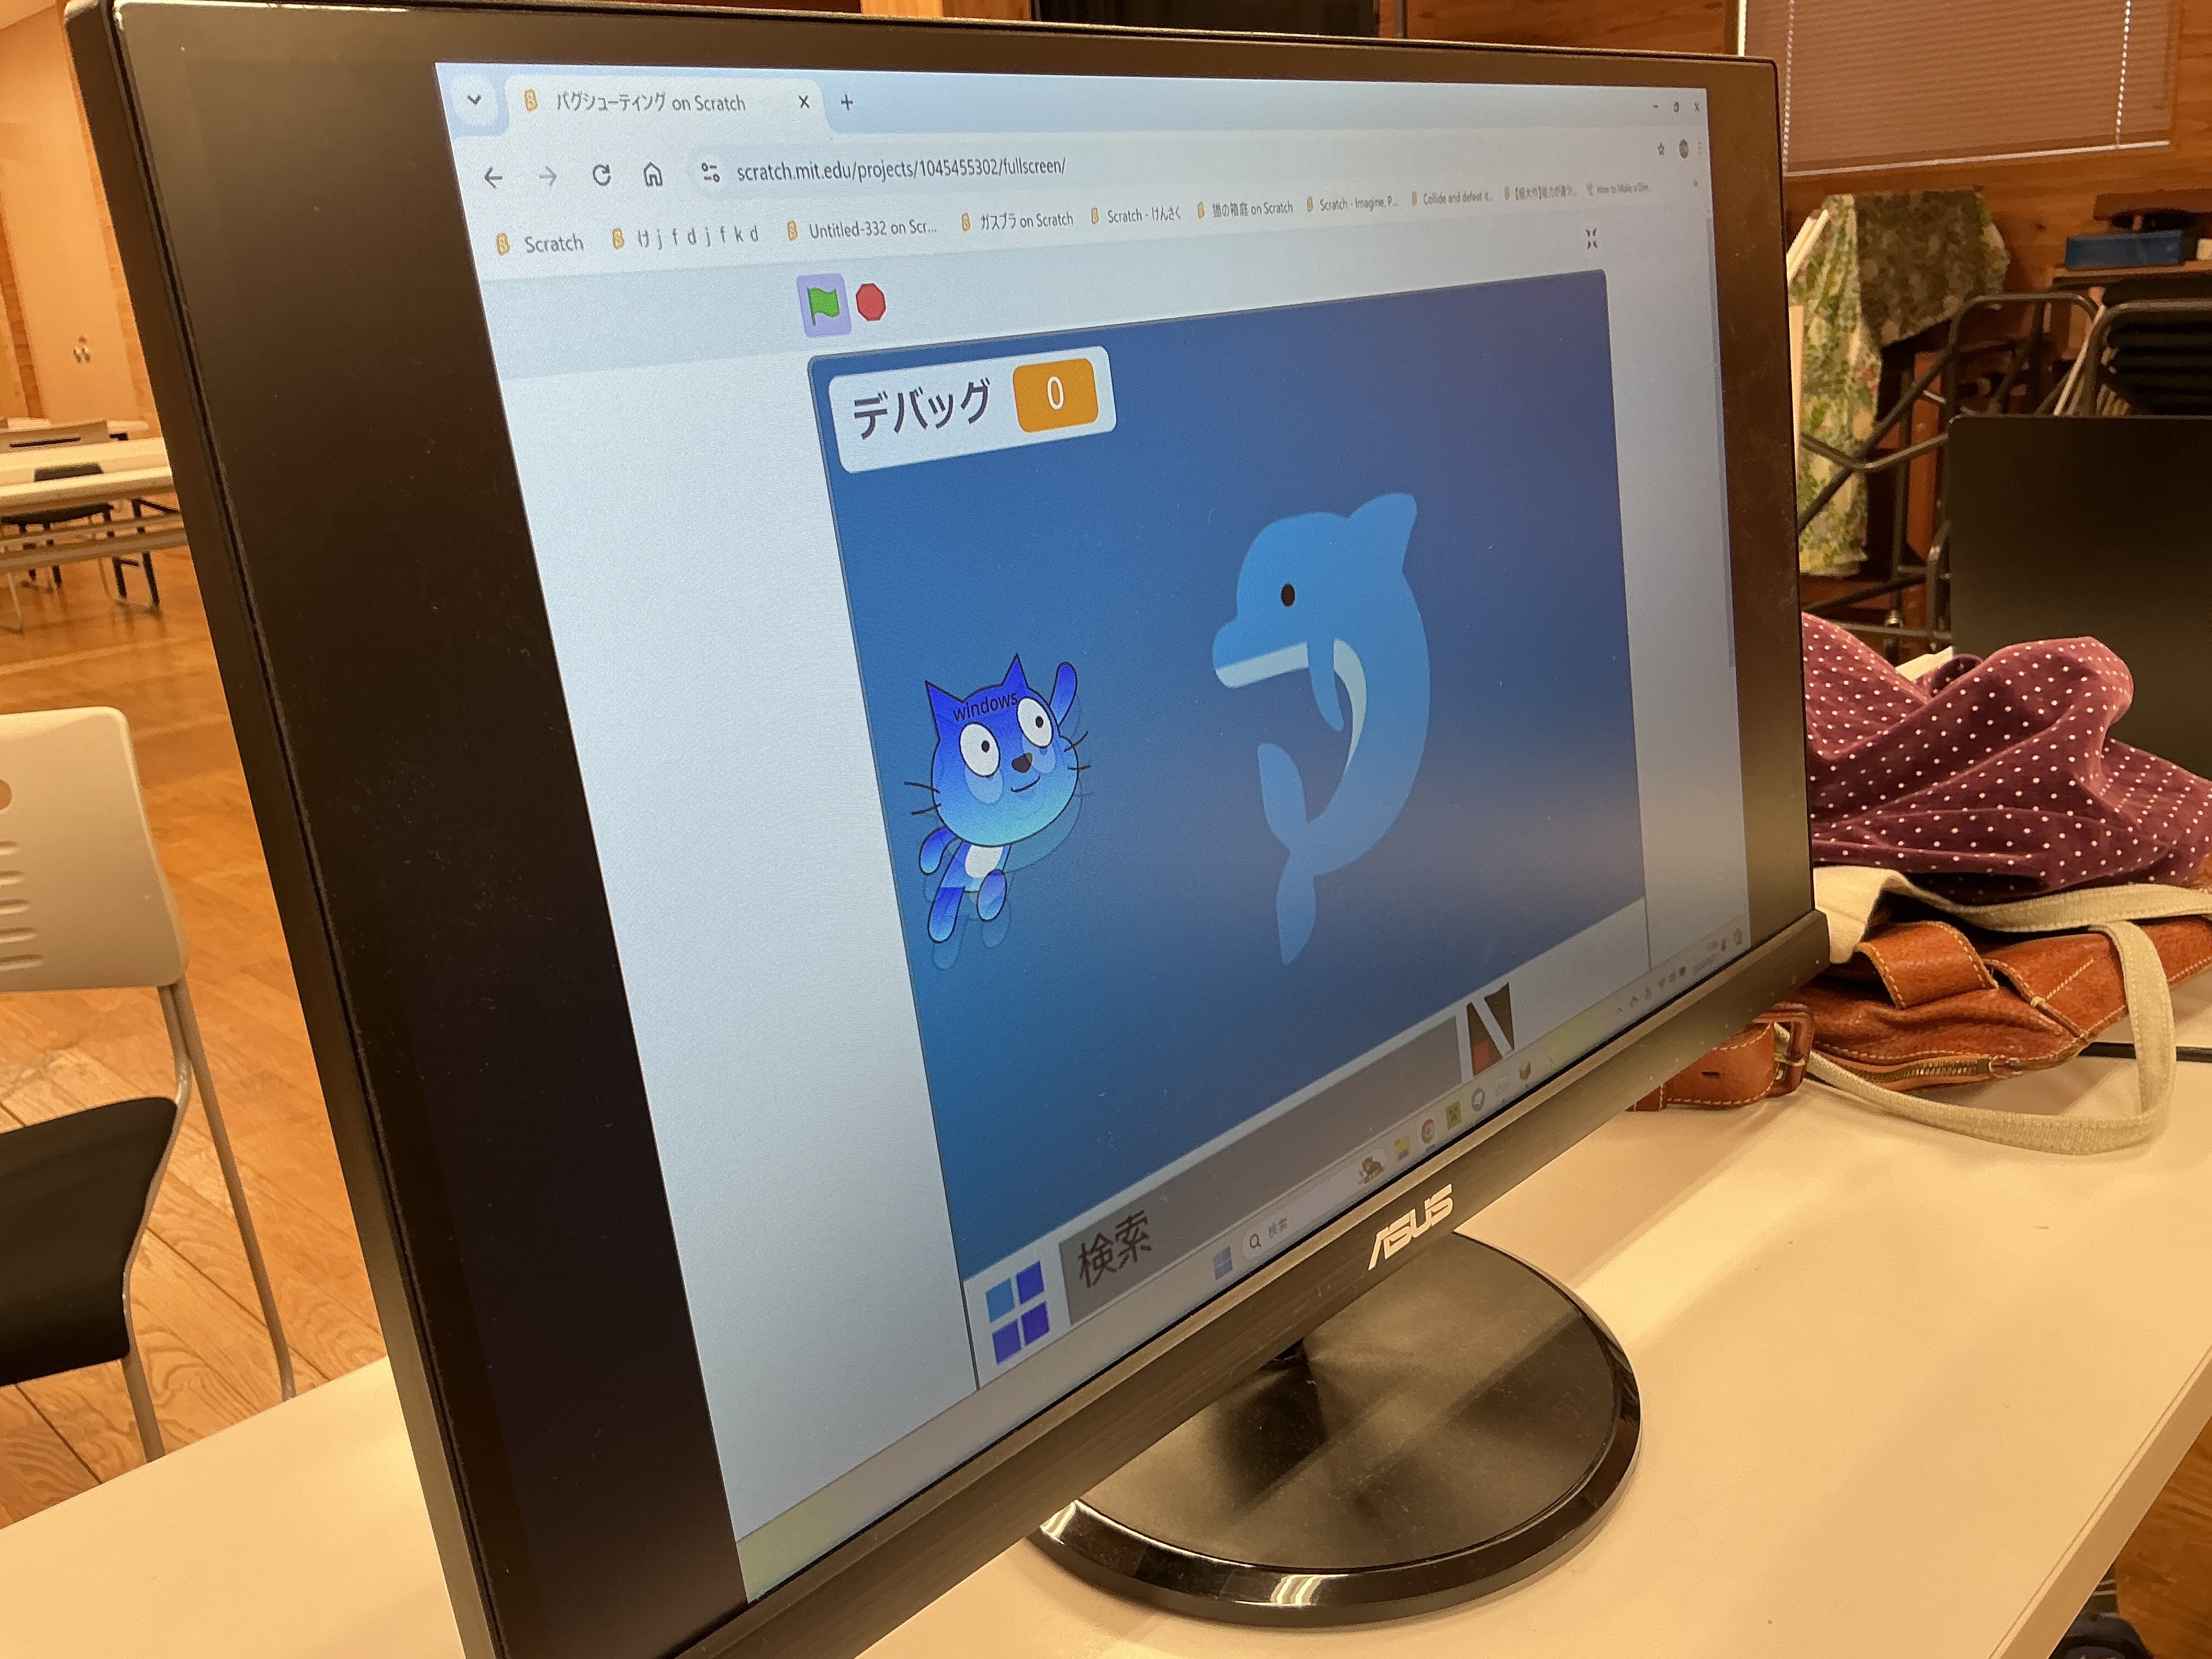 バグシューティング on Scratch
scratch.mit.edu/projects/1045455302/fullscreen/
Scratch
けjfdjfkd
Untitled-332 on Scr...
ガスプラ on Scratch
Scratch - けんさく
猫の箱庭 on Scratch
Scratch - Imagine, P...
Collide and defeat it...
How to Make a Dim...
デバッグ 0
windows
検索
検索
ASUS